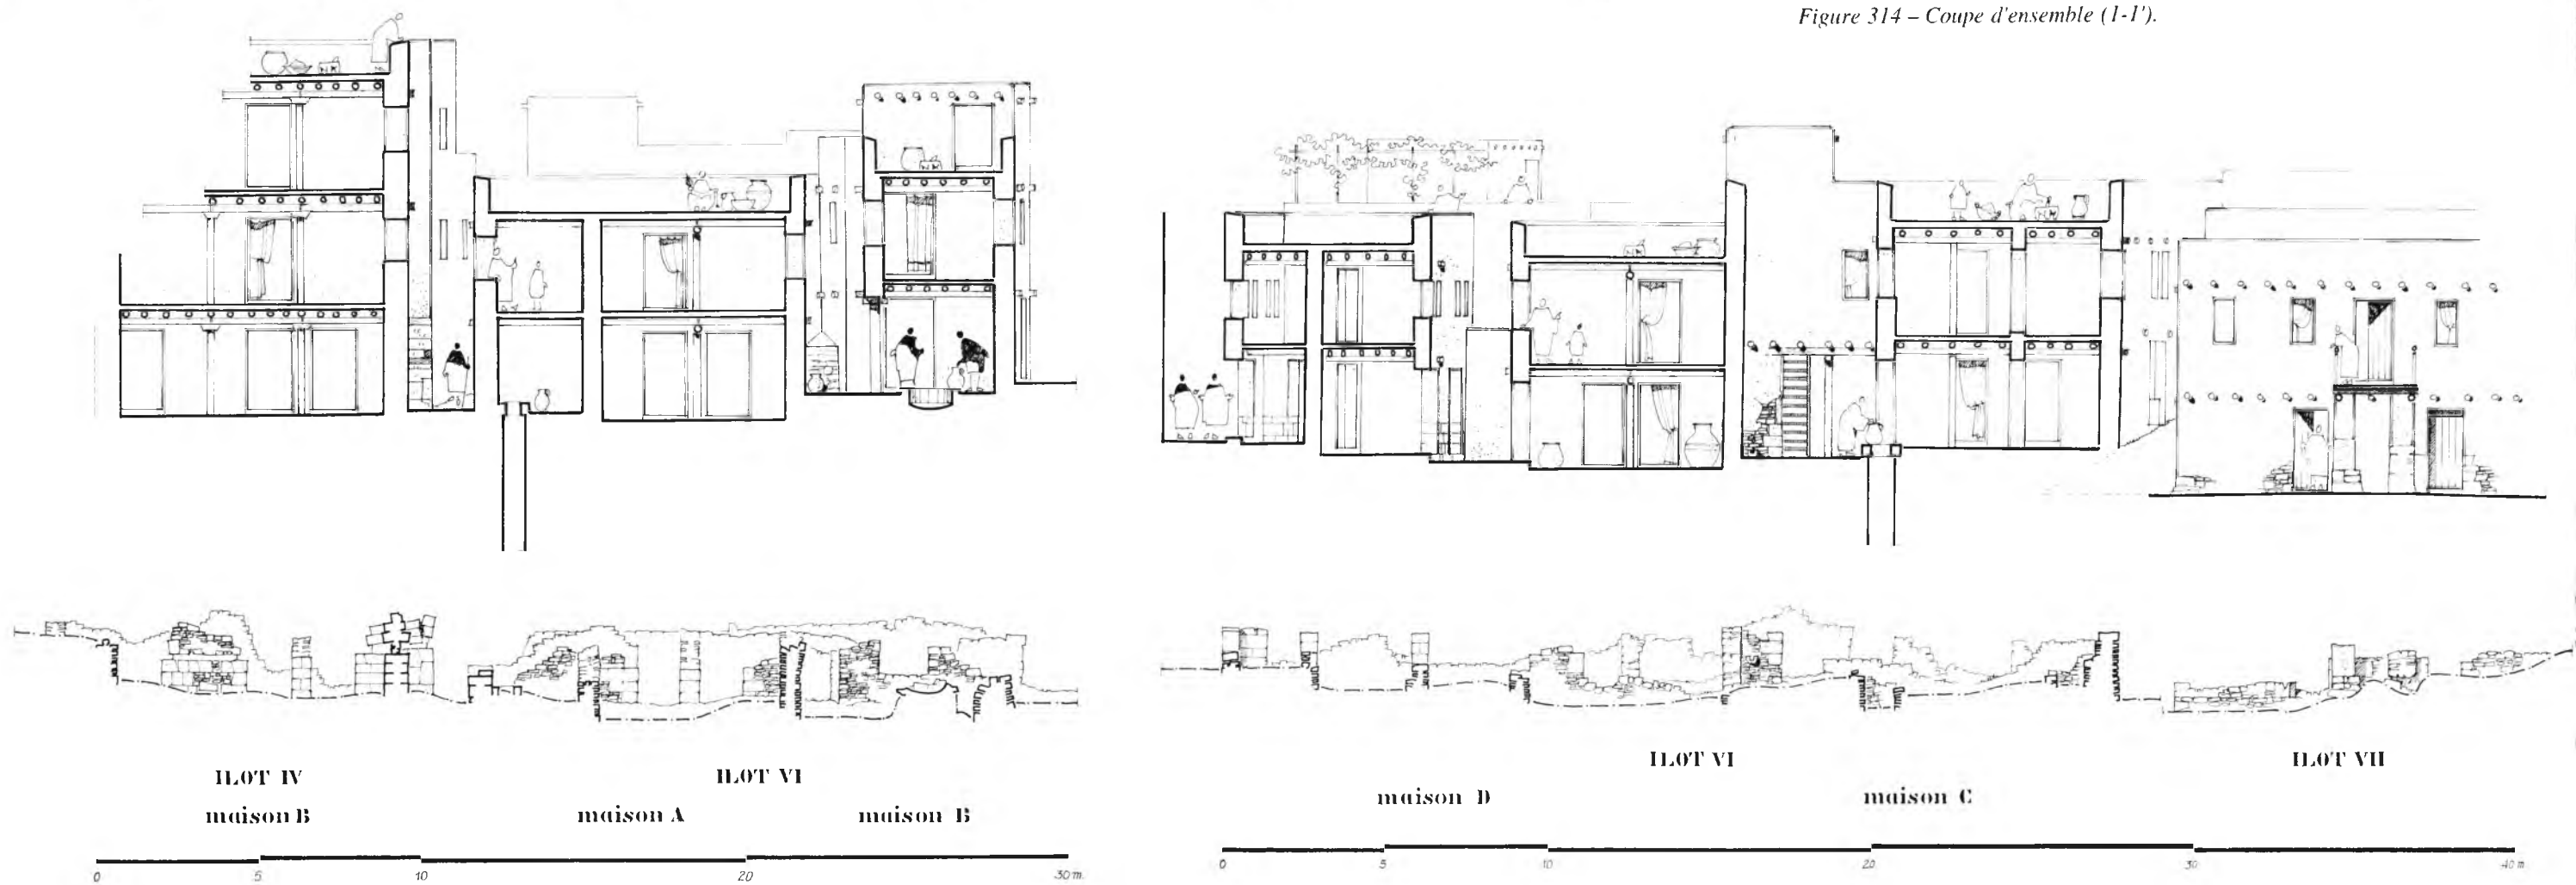 Figure 314 – Coupe d'ensemble (1-1').
ILOT IV
maison B
ILOT VI
maison A
maison B
0 5 10 20 30 m.
ILOT VI
ILOT VII
maison D
maison C
0 5 10 20 30 40 m